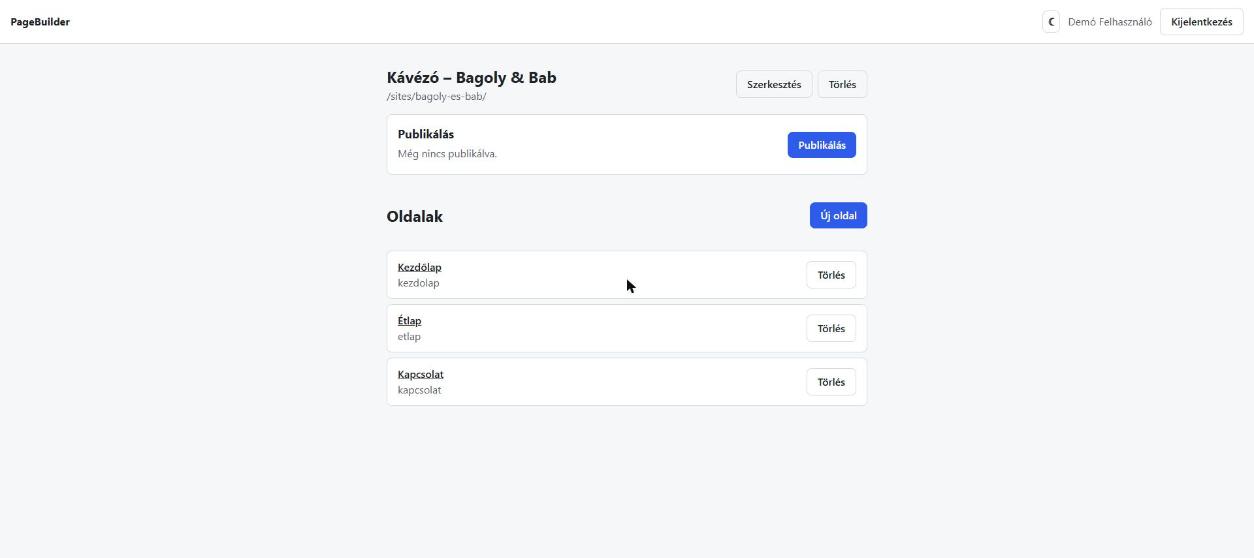 PageBuilder
Demó Felhasználó
Kijelentkezés
Kávézó – Bagoly & Bab
/sites/bagoly-es-bab/
Szerkesztés
Törlés
Publikálás
Még nincs publikálva.
Publikálás
Oldalak
Új oldal
Kezdőlap
kezdolap
Törlés
Étlap
etlap
Törlés
Kapcsolat
kapcsolat
Törlés